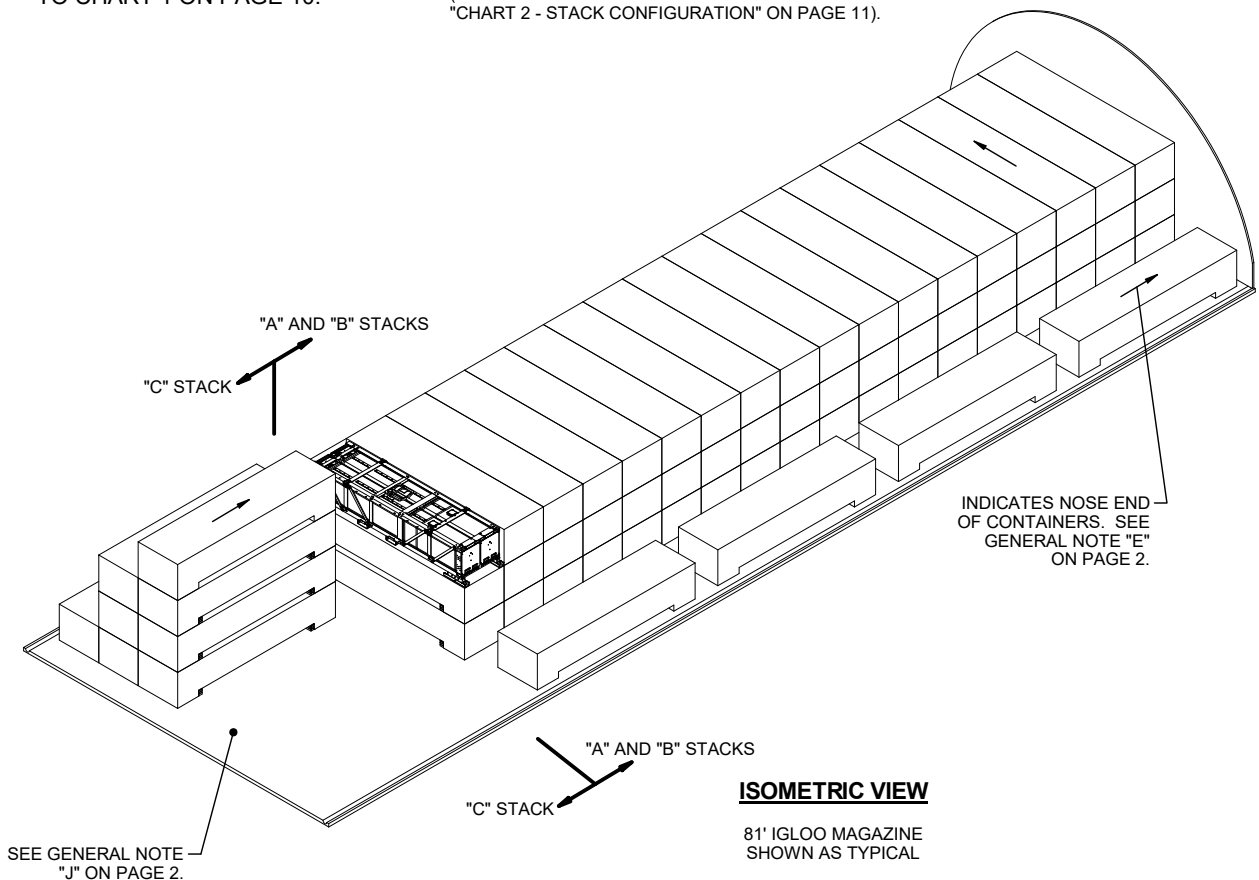 TO CHART 1 ON PAGE 10.
"CHART 2 - STACK CONFIGURATION" ON PAGE 11).
"A" AND "B" STACKS
"C" STACK
INDICATES NOSE END
OF CONTAINERS. SEE
GENERAL NOTE "E"
ON PAGE 2.
"A" AND "B" STACKS
"C" STACK
ISOMETRIC VIEW
81' IGLOO MAGAZINE
SHOWN AS TYPICAL
SEE GENERAL NOTE
"J" ON PAGE 2.